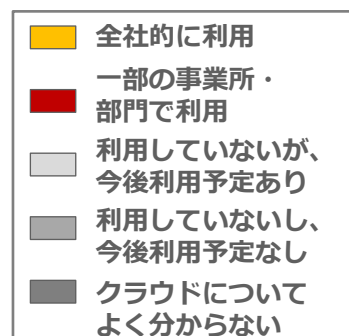 全社的に利用
一部の事業所・
部門で利用
利用していないが、
今後利用予定あり
利用していないし、
今後利用予定なし
クラウドについて
よく分からない